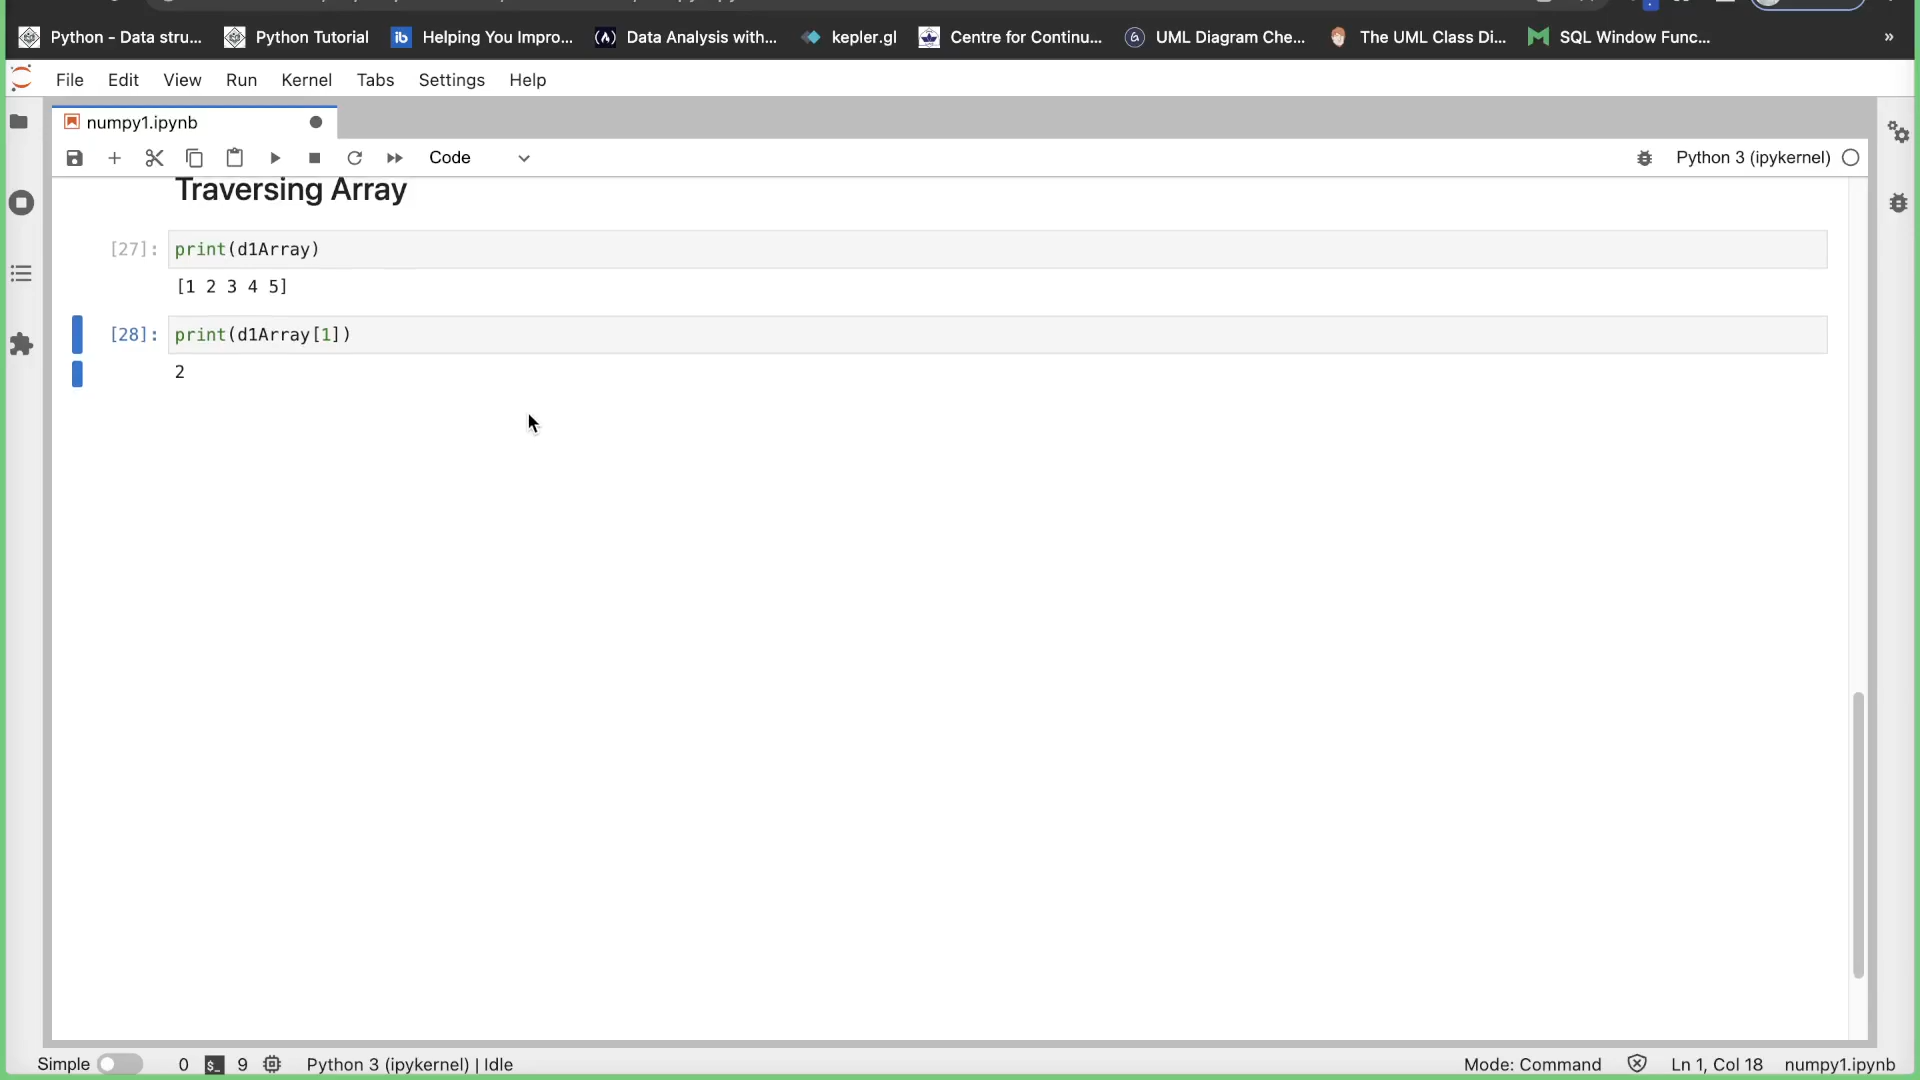 Python - Data stru... Python Tutorial Helping You Impro... Data Analysis with... kepler.gl Centre for Continu... UML Diagram Che... The UML Class Di... SQL Window Func... »
File Edit View Run Kernel Tabs Settings Help
numpy1.ipynb
Code Python 3 (ipykernel)
Traversing Array
[27]: print(d1Array)
[1 2 3 4 5]
[28]: print(d1Array[1])
2
Simple 0 $_ 9 Python 3 (ipykernel) | Idle Mode: Command Ln 1, Col 18 numpy1.ipynb